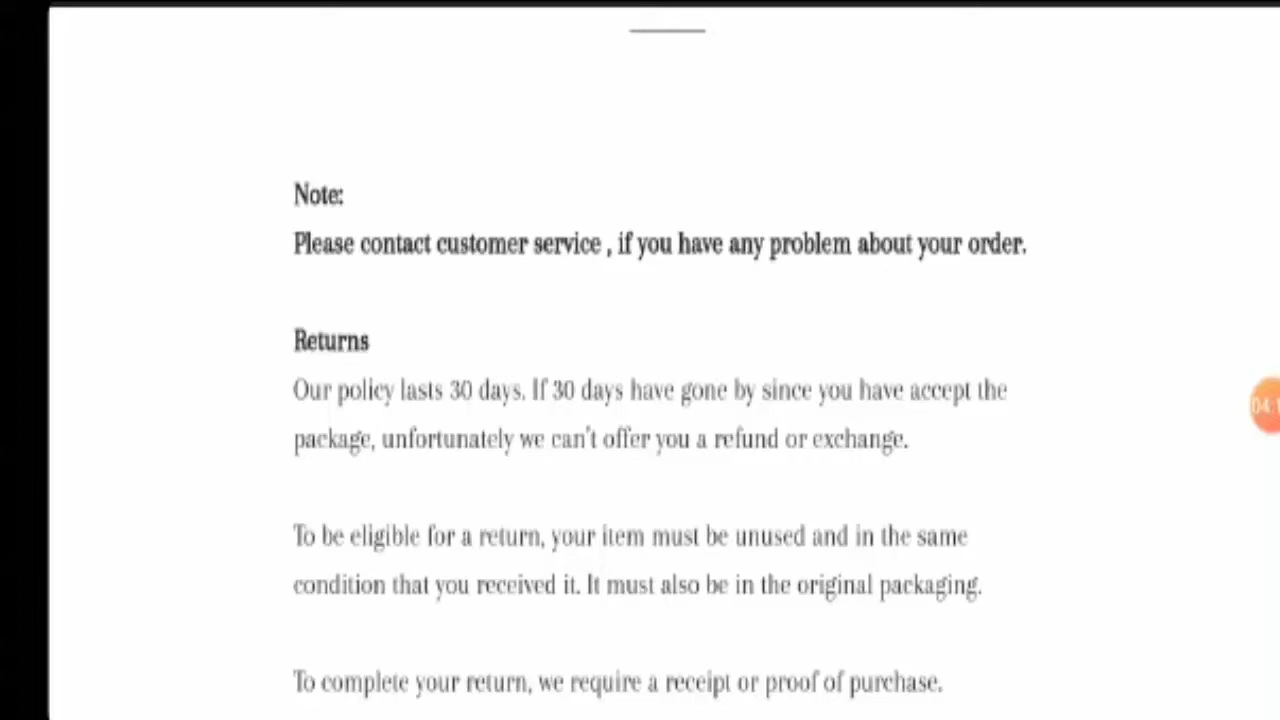 Note:
Please contact customer service , if you have any problem about your order.
Returns
Our policy lasts 30 days. If 30 days have gone by since you have accept the
package, unfortunately we can't offer you a refund or exchange.
To be eligible for a return, your item must be unused and in the same
condition that you received it. It must also be in the original packaging.
To complete your return, we require a receipt or proof of purchase.